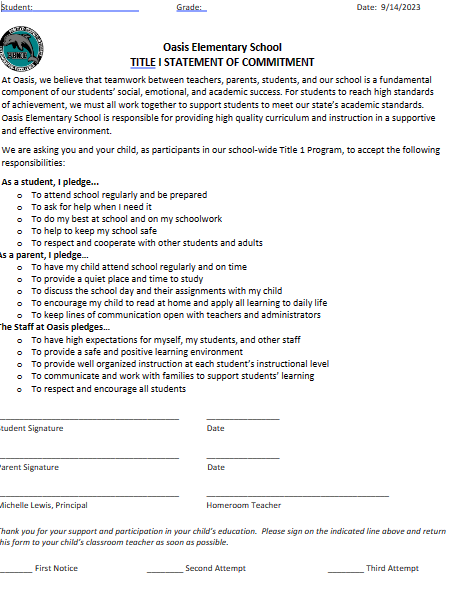 Student: Grade: Date: 9/14/2023
Oasis Elementary School
TITLE I STATEMENT OF COMMITMENT
At Oasis, we believe that teamwork between teachers, parents, students, and our school is a fundamental
component of our students' social, emotional, and academic success. For students to reach high standards
of achievement, we must all work together to support students to meet our state's academic standards.
Oasis Elementary School is responsible for providing high quality curriculum and instruction in a supportive
and effective environment.
We are asking you and your child, as participants in our school-wide Title 1 Program, to accept the following
responsibilities:
As a student, I pledge...
o To attend school regularly and be prepared
o To ask for help when I need it
o To do my best at school and on my schoolwork
o To help to keep my school safe
o To respect and cooperate with other students and adults
As a parent, I pledge...
o To have my child attend school regularly and on time
o To provide a quiet place and time to study
o To discuss the school day and their assignments with my child
o To encourage my child to read at home and apply all learning to daily life
o To keep lines of communication open with teachers and administrators
The Staff at Oasis pledges...
o To have high expectations for myself, my students, and other staff
o To provide a safe and positive learning environment
o To provide well organized instruction at each student's instructional level
o To communicate and work with families to support students' learning
o To respect and encourage all students
Student Signature Date
Parent Signature Date
Michelle Lewis, Principal Homeroom Teacher
Thank you for your support and participation in your child's education. Please sign on the indicated line above and return
this form to your child's classroom teacher as soon as possible.
________ First Notice ________ Second Attempt ________ Third Attempt